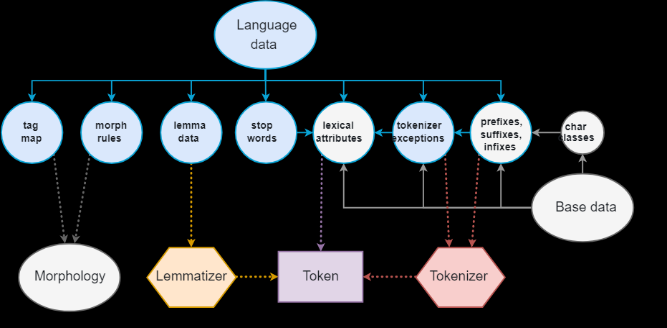 Language
data
tag
map
morph
rules
lemma
data
stop
words
lexical
attributes
tokenizer
exceptions
prefixes,
suffixes,
infixes
char
classes
Base data
Morphology
Lemmatizer
Token
Tokenizer